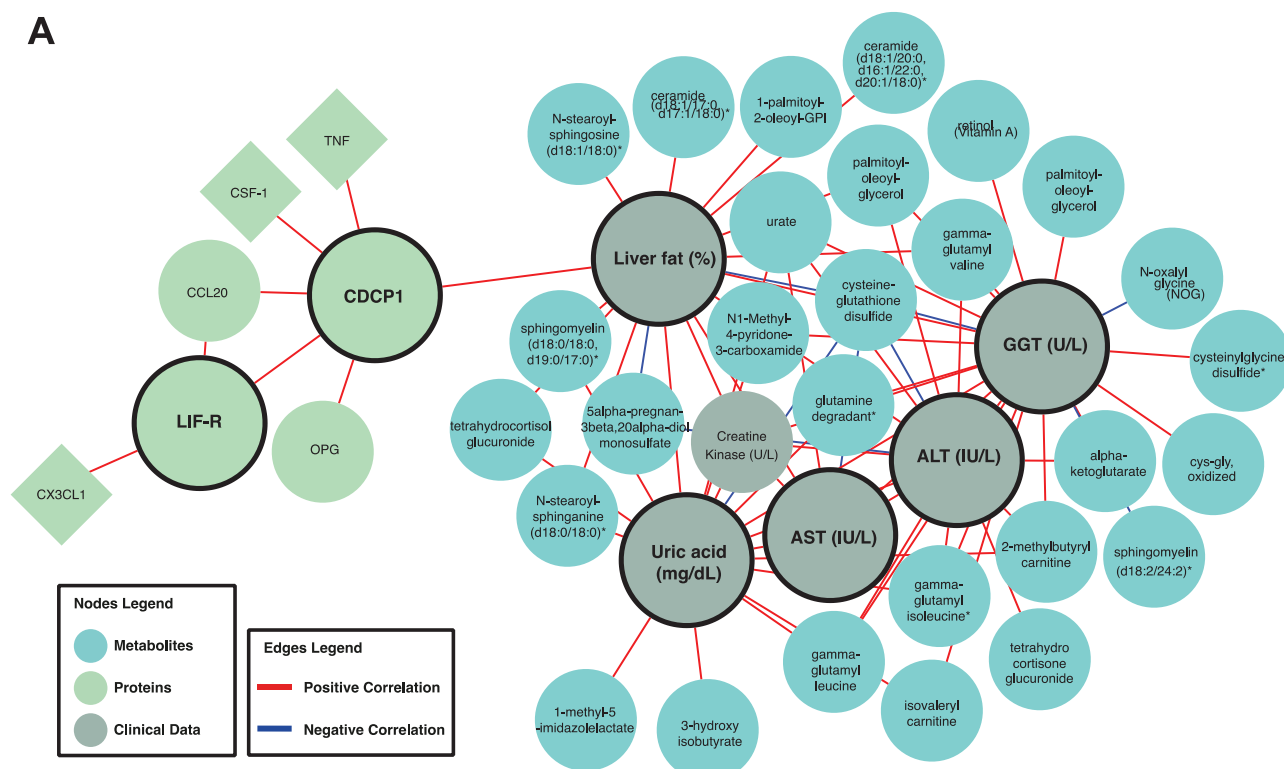 A
ceramide
(d18:1/20:0,
d16:1/22:0,
d20:1/18:0)*
ceramide
(d18:1/17:0,
d17:1/18:0)*
1-palmitoyl-
2-oleoyl-GPI
N-stearoyl-
sphingosine
(d18:1/18:0)*
retinol
(Vitamin A)
TNF
palmitoyl-
oleoyl-
glycerol
palmitoyl-
oleoyl-
glycerol
CSF-1
urate
gamma-
glutamyl
valine
Liver fat (%)
N-oxalyl
glycine
(NOG)
CCL20
CDCP1
cysteine-
glutathione
disulfide
sphingomyelin
(d18:0/18:0,
d19:0/17:0)*
N1-Methyl-
4-pyridone-
3-carboxamide
GGT (U/L)
cysteinylglycine
disulfide*
LIF-R
tetrahydrocortisol
glucuronide
5alpha-pregnan-
3beta,20alpha-diol
monosulfate
glutamine
degradant*
Creatine
Kinase (U/L)
OPG
ALT (IU/L)
alpha-
ketoglutarate
cys-gly,
oxidized
CX3CL1
N-stearoyl-
sphinganine
(d18:0/18:0)*
Uric acid
(mg/dL)
AST (IU/L)
2-methylbutyryl
carnitine
sphingomyelin
(d18:2/24:2)*
gamma-
glutamyl
isoleucine*
gamma-
glutamyl
leucine
tetrahydro
cortisone
glucuronide
isovaleryl
carnitine
1-methyl-5
-imidazolelactate
3-hydroxy
isobutyrate
Nodes Legend
Metabolites
Proteins
Clinical Data
Edges Legend
Positive Correlation
Negative Correlation